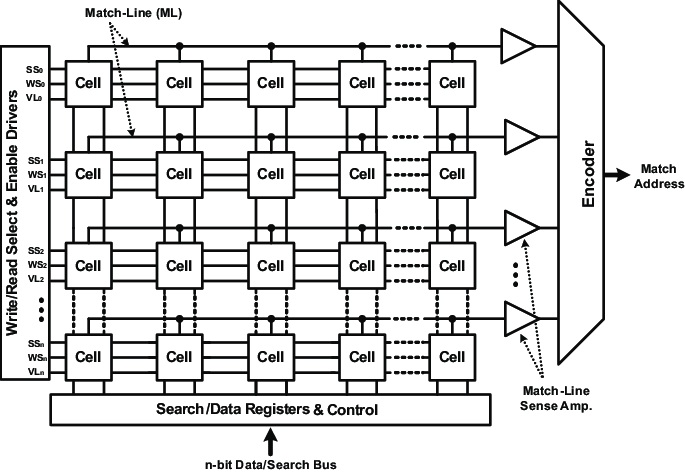 Match-Line (ML)
Write/Read Select & Enable Drivers
SS0
WS0
VL0
Cell Cell Cell Cell Cell
SS1
WS1
VL1
Cell Cell Cell Cell Cell
SS2
WS2
VL2
Cell Cell Cell Cell Cell
SSn
WSn
VLn
Cell Cell Cell Cell Cell
Encoder
Match
Address
Match-Line
Sense Amp.
Search/Data Registers & Control
n-bit Data/Search Bus